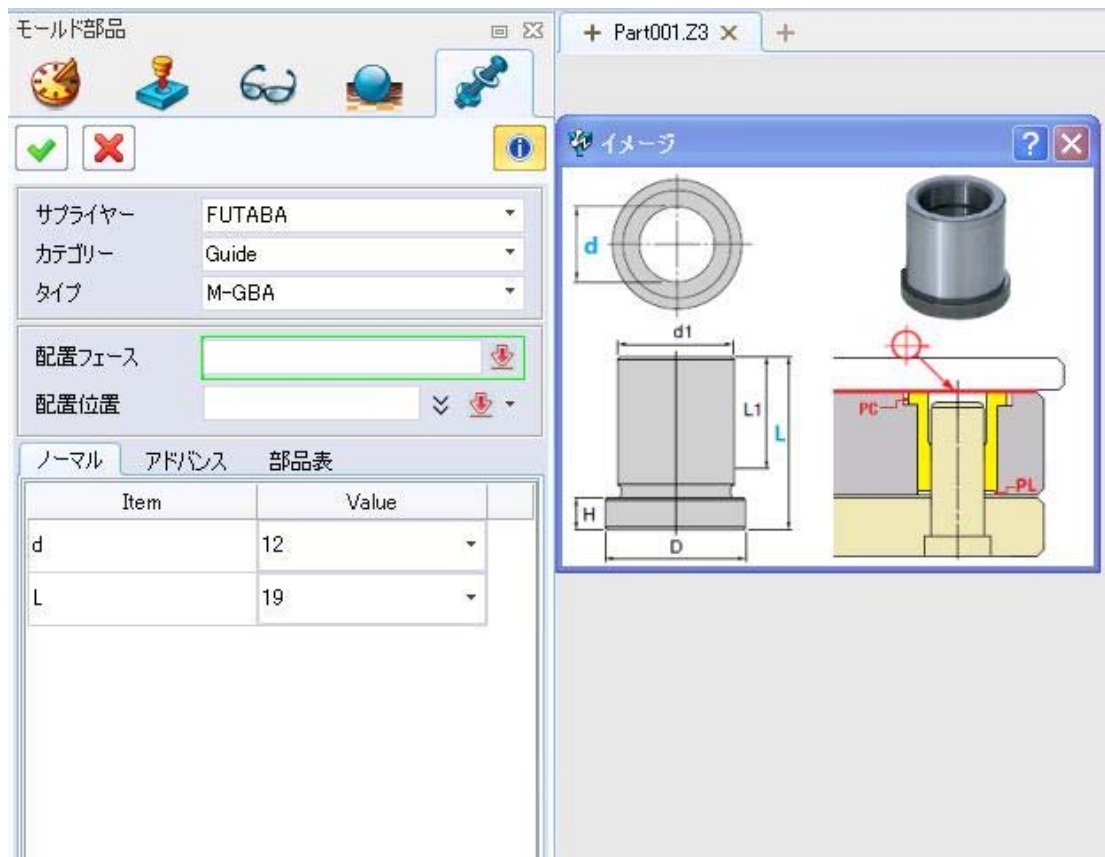 モールド部品
サプライヤー FUTABA
カテゴリー Guide
タイプ M-GBA
配置フェース
配置位置
ノーマル アドバンス 部品表
Item Value
d 12
L 19
+ Part001.Z3 × +
イメージ ? ×
d
d1
L1
L
H
D
PC
PL